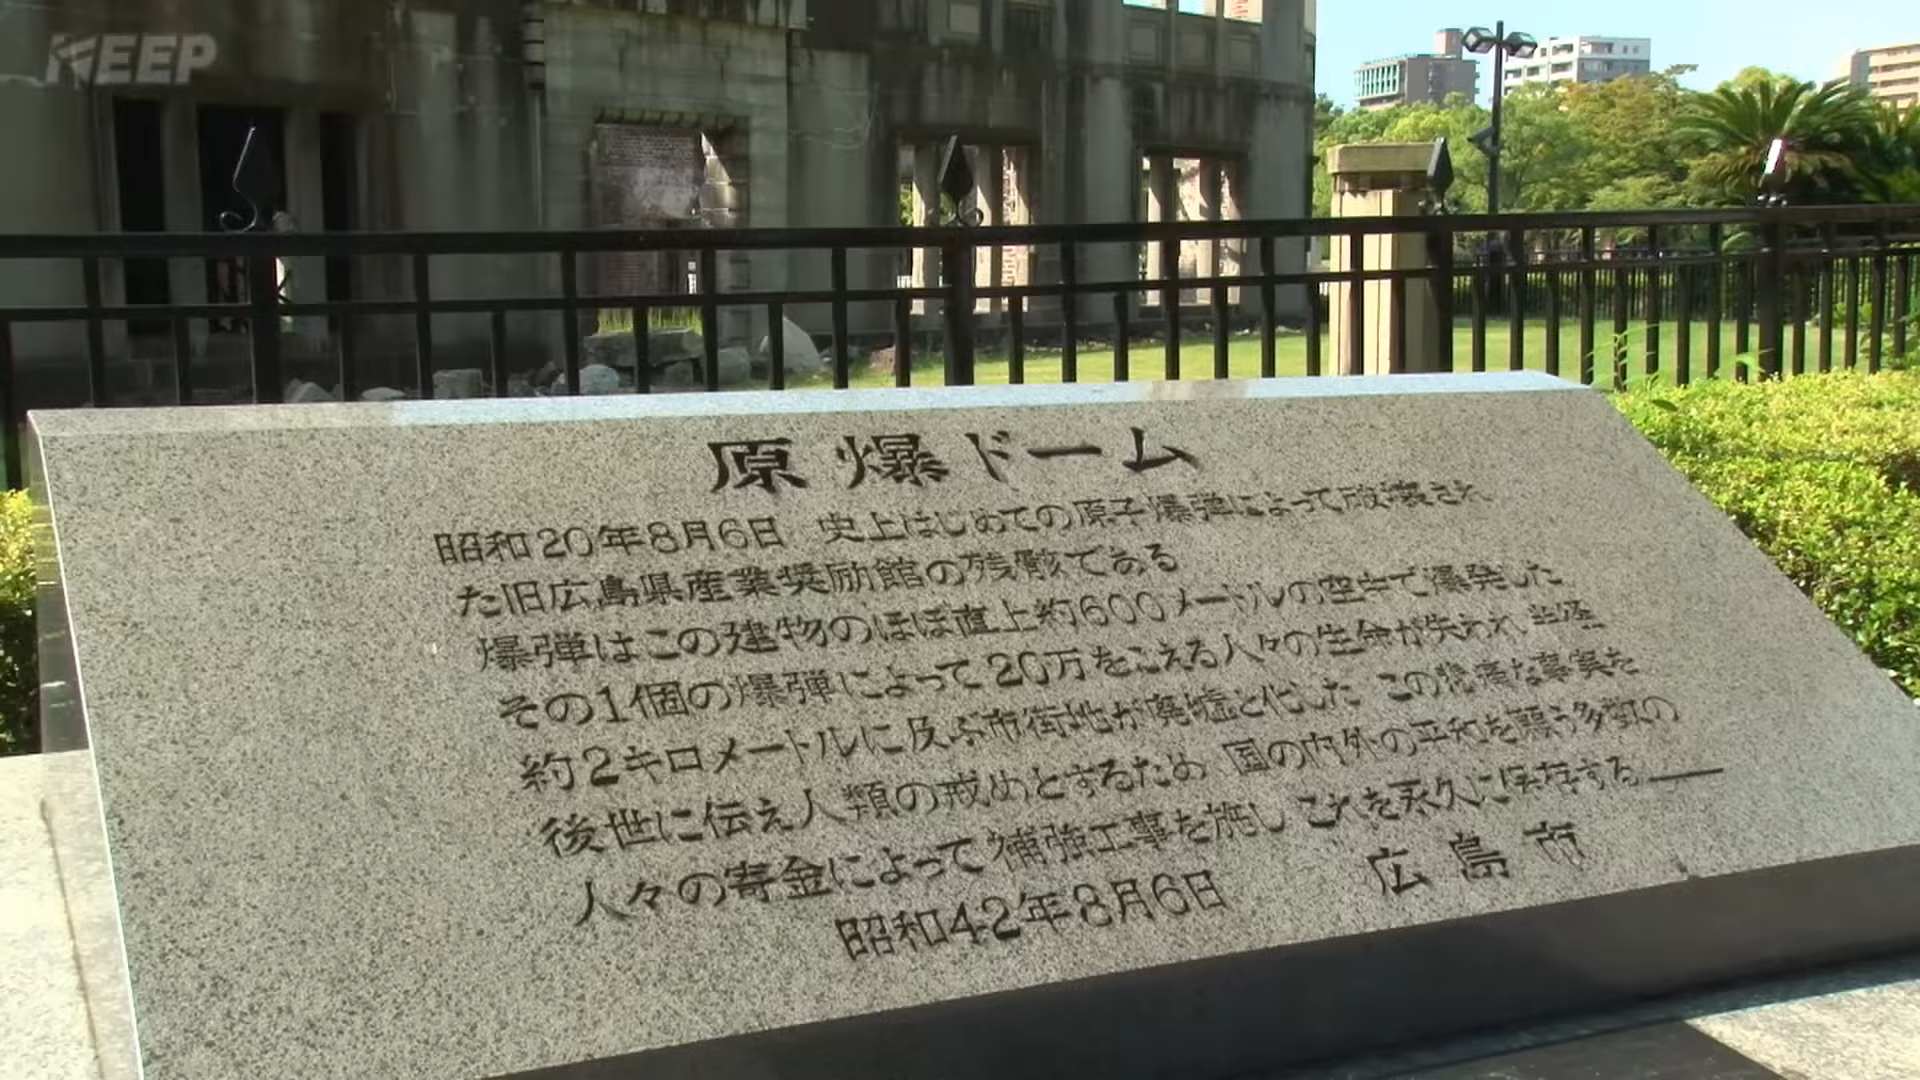 KEEP
原爆ドーム
昭和20年8月6日 史上はじめての原子爆弾によって破壊され
た旧広島県産業奨励館の残骸である
爆弾はこの建物のほぼ直上約600メートルの空中で爆発した
その1個の爆弾によって20万をこえる人々の生命が失われ 半径
約2キロメートルに及ぶ市街地が廃墟と化した この悲痛な事実を
後世に伝え人類の戒めとするため 国の内外の平和を願う多数の
人々の寄金によって補強工事を施し これを永久に保存する
昭和42年8月6日 広島市